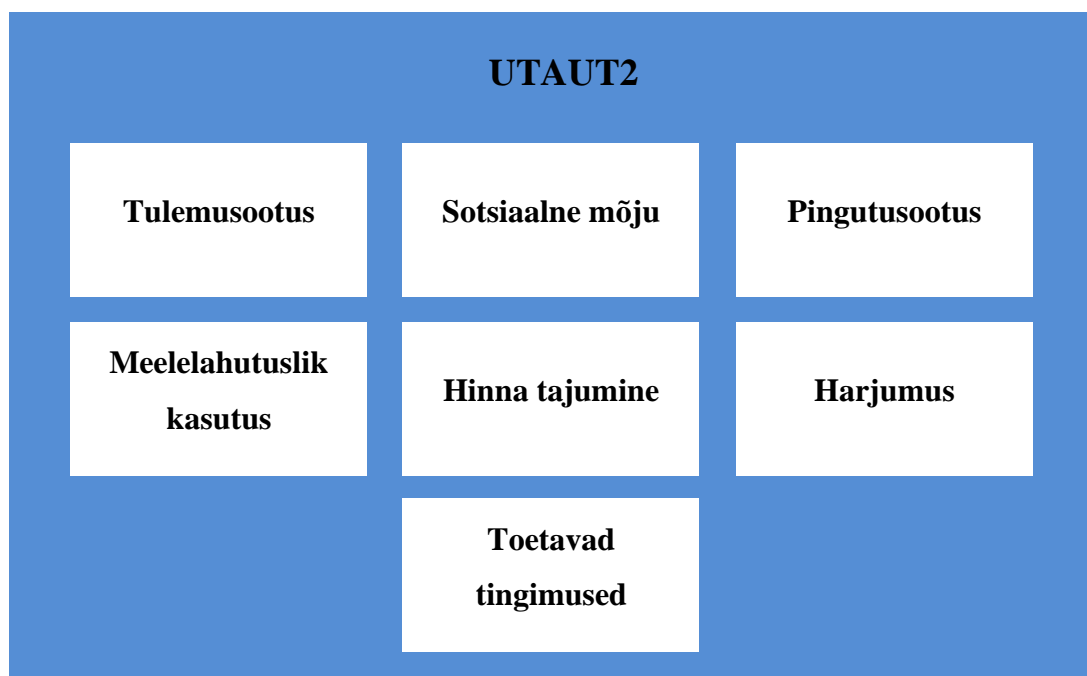 UTAUT2
Tulemusootus
Sotsiaalne mõju
Pingutusootus
Meelelahutuslik
kasutus
Hinna tajumine
Harjumus
Toetavad
tingimused